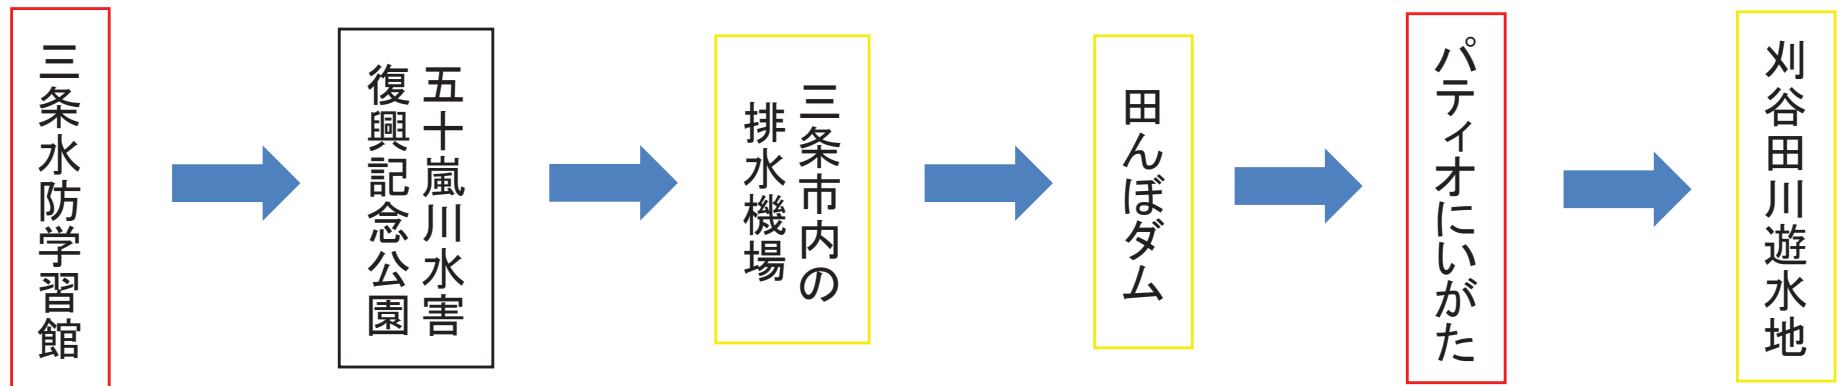 三条水防学習館
五十嵐川水害
復興記念公園
三条市内の
排水機場
田んぼダム
パティオにいがた
刈谷田川遊水地